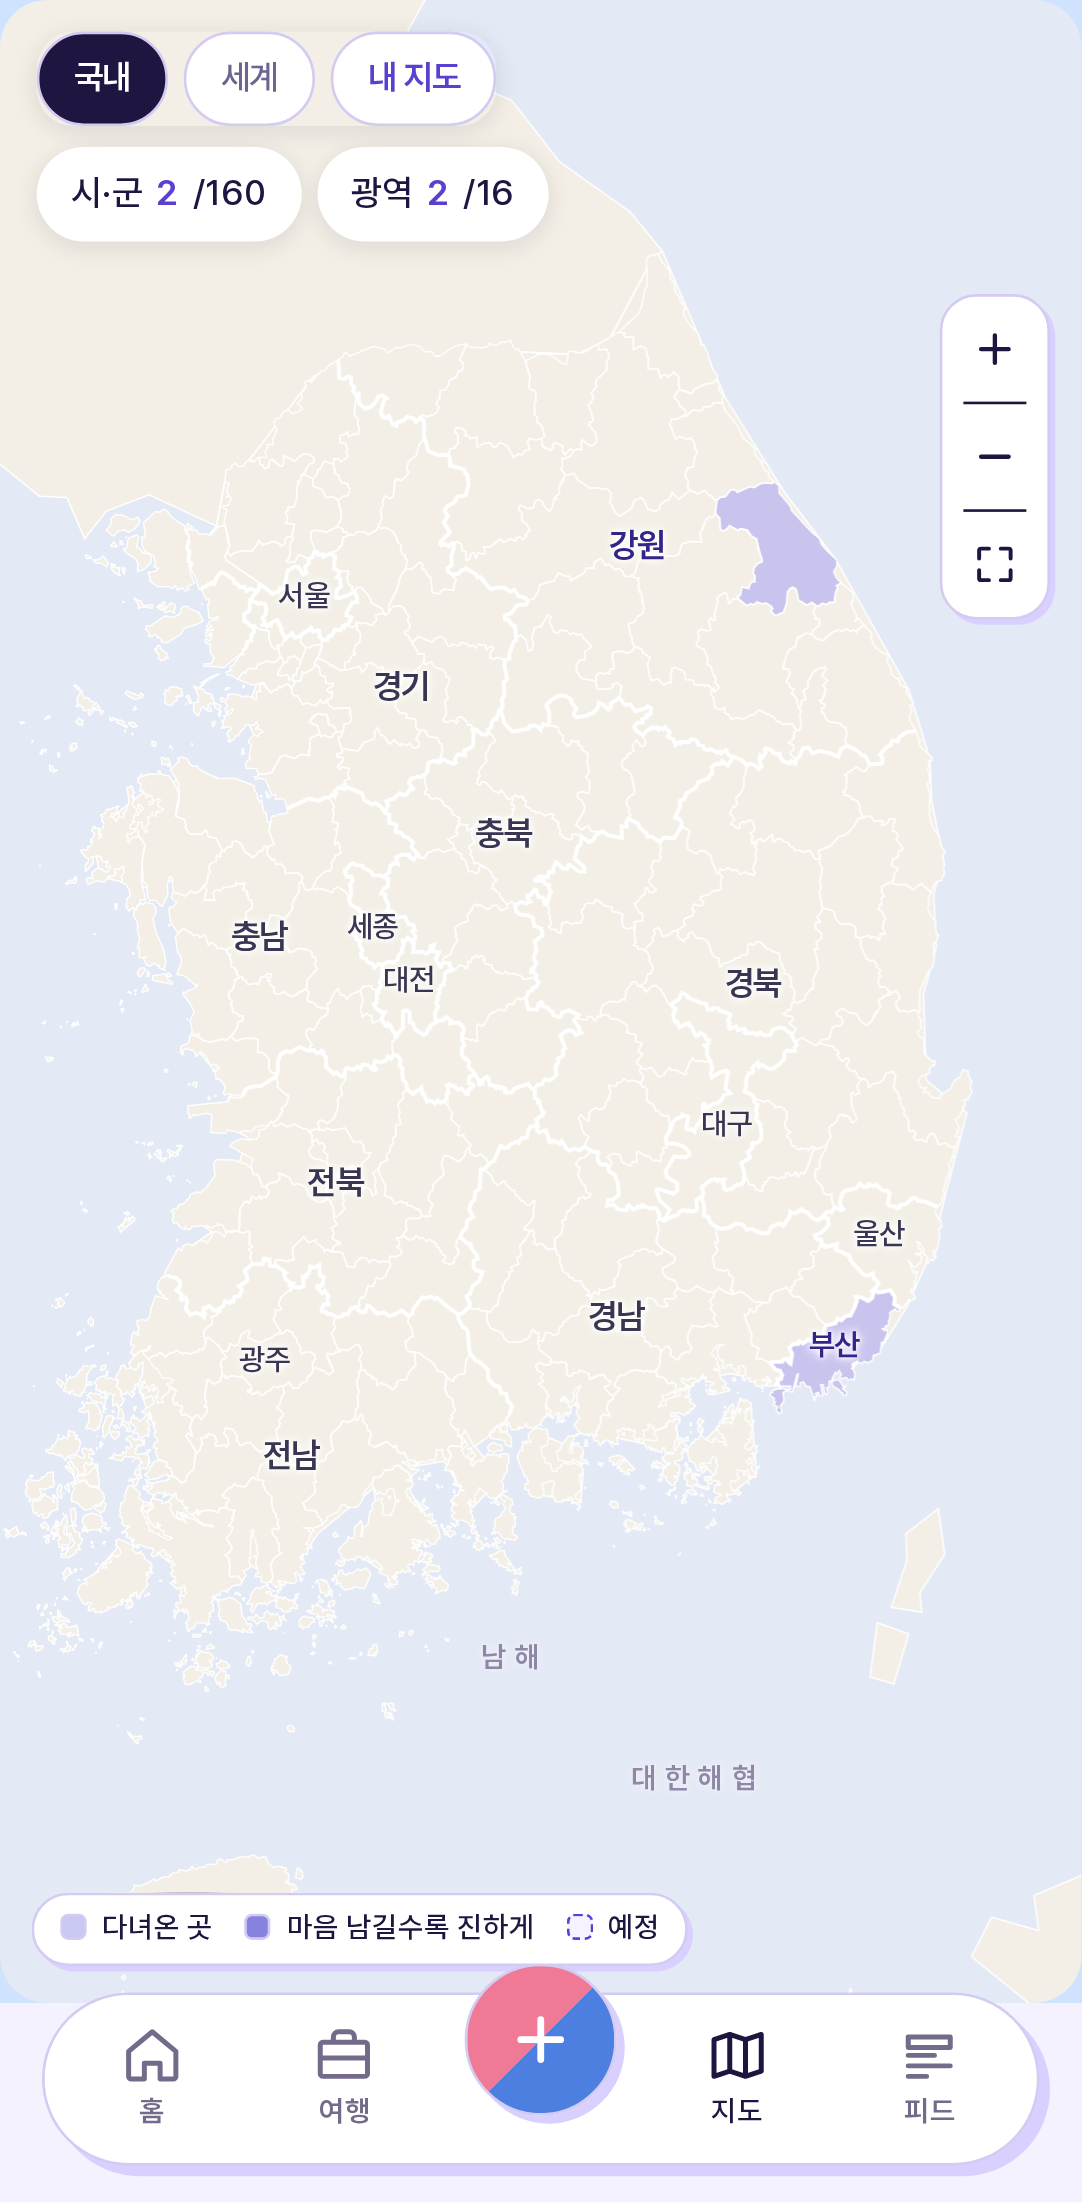 국내 세계 내 지도
시·군 2 /160 광역 2 /16
강원
서울
경기
충북
충남 세종
대전 경북
대구
전북
울산
경남
부산
광주
전남
남해
대한해협
다녀온 곳 마음 남길수록 진하게 예정
홈 여행 지도 피드